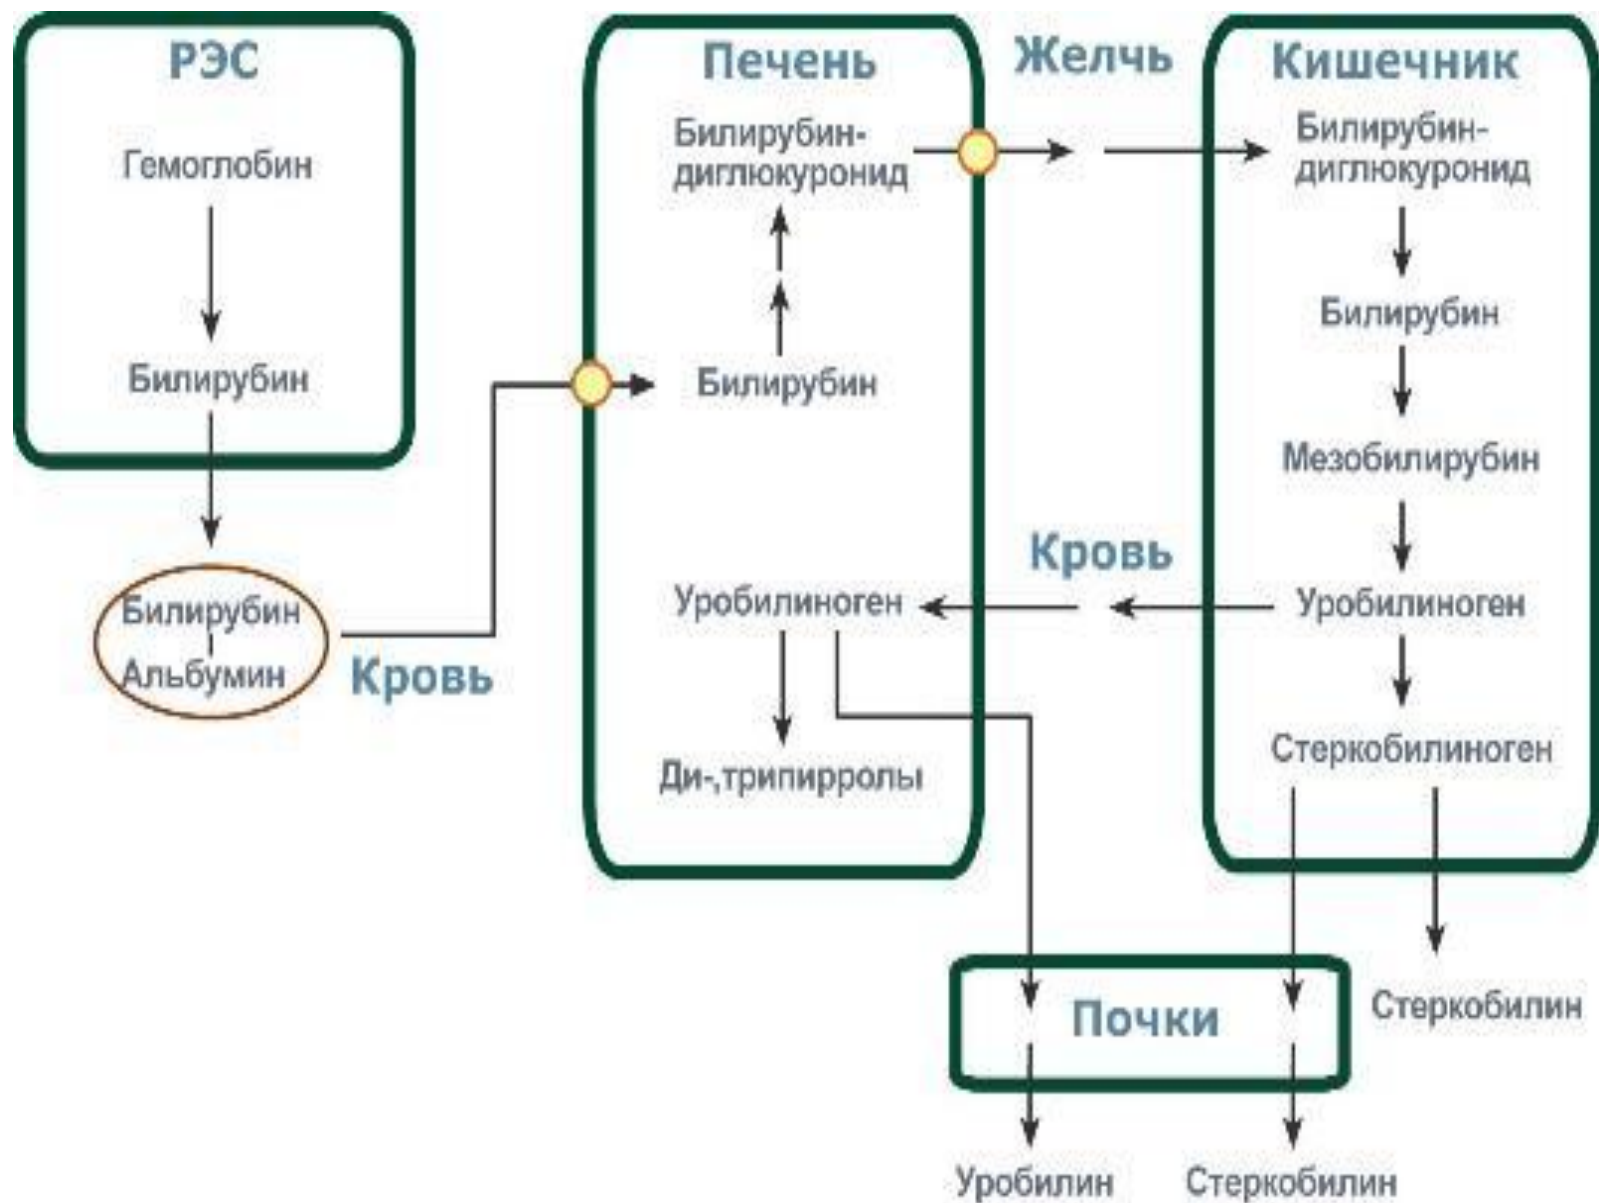 РЭС
Гемоглобин
Билирубин
Билирубин
Альбумин
Кровь
Печень
Билирубин-
диглюкуронид
Билирубин
Уробилиноген
Ди-,трипирролы
Желчь
Кровь
Кишечник
Билирубин-
диглюкуронид
Билирубин
Мезобилирубин
Уробилиноген
Стеркобилиноген
Почки
Стеркобилин
Уробилин
Стеркобилин